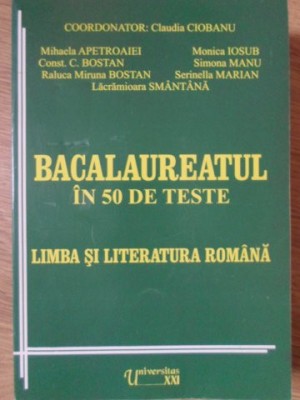 COORDONATOR: Claudia CIOBANU
Mihaela APETROAIEI Monica IOSUB
Const. C. BOSTAN Simona MANU
Raluca Miruna BOSTAN Serinella MARIAN
Lăcrămioara SMÂNTÂNĂ
BACALAUREATUL
ÎN 50 DE TESTE
LIMBA ȘI LITERATURA ROMÂNĂ
Universitas
XXI